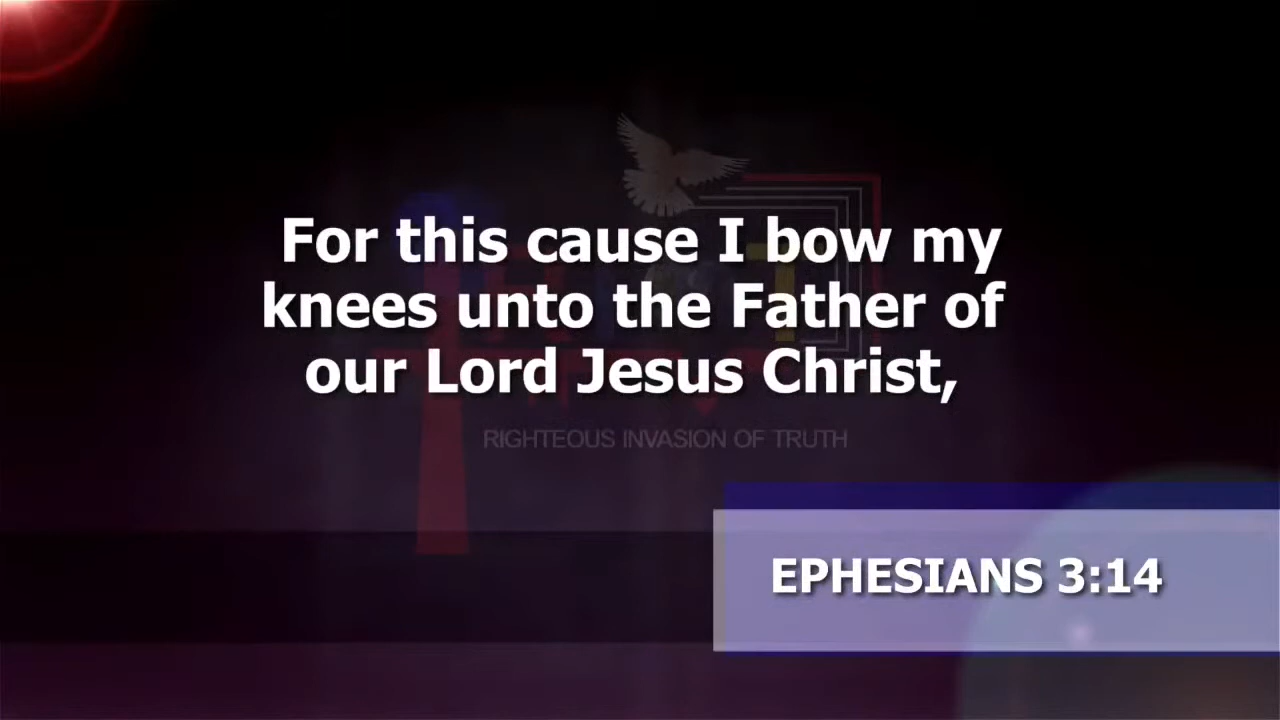 For this cause I bow my
knees unto the Father of
our Lord Jesus Christ,
RIGHTEOUS INVASION OF TRUTH
EPHESIANS 3:14